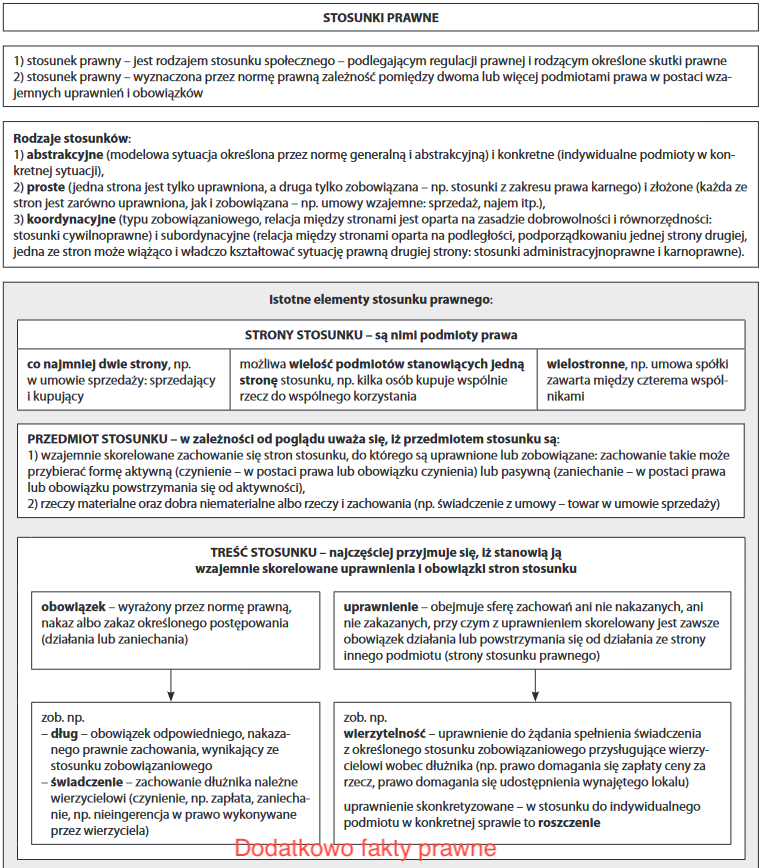 STOSUNKI PRAWNE
1) stosunek prawny – jest rodzajem stosunku społecznego – podlegającym regulacji prawnej i rodzącym określone skutki prawne
2) stosunek prawny – wyznaczona przez normę prawną zależność pomiędzy dwoma lub więcej podmiotami prawa w postaci wza-
jemnych uprawnień i obowiązków
Rodzaje stosunków:
1) abstrakcyjne (modelowa sytuacja określona przez normę generalną i abstrakcyjną) i konkretne (indywidualne podmioty w kon-
kretnej sytuacji),
2) proste (jedna strona jest tylko uprawniona, a druga tylko zobowiązana – np. stosunki z zakresu prawa karnego) i złożone (każda ze
stron jest zarówno uprawniona, jak i zobowiązana – np. umowy wzajemne: sprzedaż, najem itp.),
3) koordynacyjne (typu zobowiązaniowego, relacja między stronami jest oparta na zasadzie dobrowolności i równorzędności:
stosunki cywilnoprawne) i subordynacyjne (relacja między stronami oparta na podległości, podporządkowaniu jednej strony drugiej,
jedna ze stron może wiążąco i władczo kształtować sytuację prawną drugiej strony: stosunki administracyjnoprawne i karnoprawne).
Istotne elementy stosunku prawnego:
STRONY STOSUNKU – są nimi podmioty prawa
co najmniej dwie strony, np.
w umowie sprzedaży: sprzedający
i kupujący
możliwa wielość podmiotów stanowiących jedną
stronę stosunku, np. kilka osób kupuje wspólnie
rzecz do wspólnego korzystania
wielostronne, np. umowa spółki
zawarta między czterema wspól-
nikami
PRZEDMIOT STOSUNKU – w zależności od poglądu uważa się, iż przedmiotem stosunku są:
1) wzajemnie skorelowane zachowanie się stron stosunku, do którego są uprawnione lub zobowiązane: zachowanie takie może
przybierać formę aktywną (czynienie – w postaci prawa lub obowiązku czynienia) lub pasywną (zaniechanie – w postaci prawa
lub obowiązku powstrzymania się od aktywności),
2) rzeczy materialne oraz dobra niematerialne albo rzeczy i zachowania (np. świadczenie z umowy – towar w umowie sprzedaży)
TREŚĆ STOSUNKU – najczęściej przyjmuje się, iż stanowią ją
wzajemnie skorelowane uprawnienia i obowiązki stron stosunku
obowiązek – wyrażony przez normę prawną,
nakaz albo zakaz określonego postępowania
(działania lub zaniechania)
uprawnienie – obejmuje sferę zachowań ani nie nakazanych, ani
nie zakazanych, przy czym z uprawnieniem skorelowany jest zawsze
obowiązek działania lub powstrzymania się od działania ze strony
innego podmiotu (strony stosunku prawnego)
zob. np.
– dług – obowiązek odpowiedniego, nakaza-
nego prawnie zachowania, wynikający ze
stosunku zobowiązaniowego
– świadczenie – zachowanie dłużnika należne
wierzycielowi (czynienie, np. zapłata, zaniecha-
nie, np. nieingerencja w prawo wykonywane
przez wierzyciela)
zob. np.
wierzytelność – uprawnienie do żądania spełnienia świadczenia
z określonego stosunku zobowiązaniowego przysługujące wierzy-
cielowi wobec dłużnika (np. prawo domagania się zapłaty ceny za
rzecz, prawo domagania się udostępnienia wynajętego lokalu)
uprawnienie skonkretyzowane – w stosunku do indywidualnego
podmiotu w konkretnej sprawie to roszczenie
Dodatkowo fakty prawne